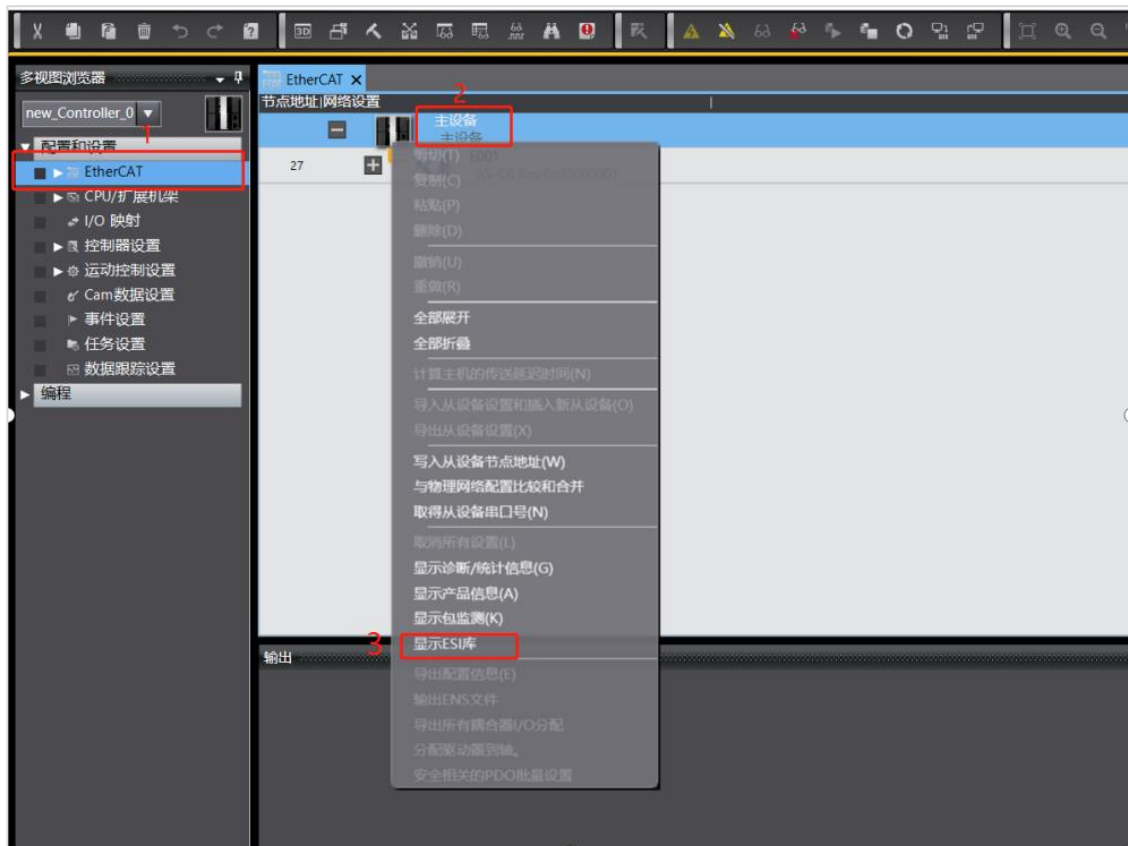 3D
多视图浏览器
EtherCAT
节点地址|网络设置
2
new_Controller_0
主设备
主设备
1
配置和设置
EtherCAT
27
E001
CPU/扩展机架
I/O 映射
控制器设置
运动控制设置
Cam数据设置
事件设置
任务设置
数据跟踪设置
编程
剪切(T)
复制(C)
粘贴(P)
删除(D)
撤销(U)
重做(R)
全部展开
全部折叠
计算主机的传送延迟时间(N)
导入从设备设置和插入新从设备(O)
导出从设备设置(X)
写入从设备节点地址(W)
与物理网络配置比较和合并
取得从设备串口号(N)
取消所有设置(L)
显示诊断/统计信息(G)
显示产品信息(A)
显示包监测(K)
3
显示ESI库
导出配置信息(E)
输出ENS文件
导出所有耦合器I/O分配
分配驱动器到轴。
安全相关的PDO批量设置
输出